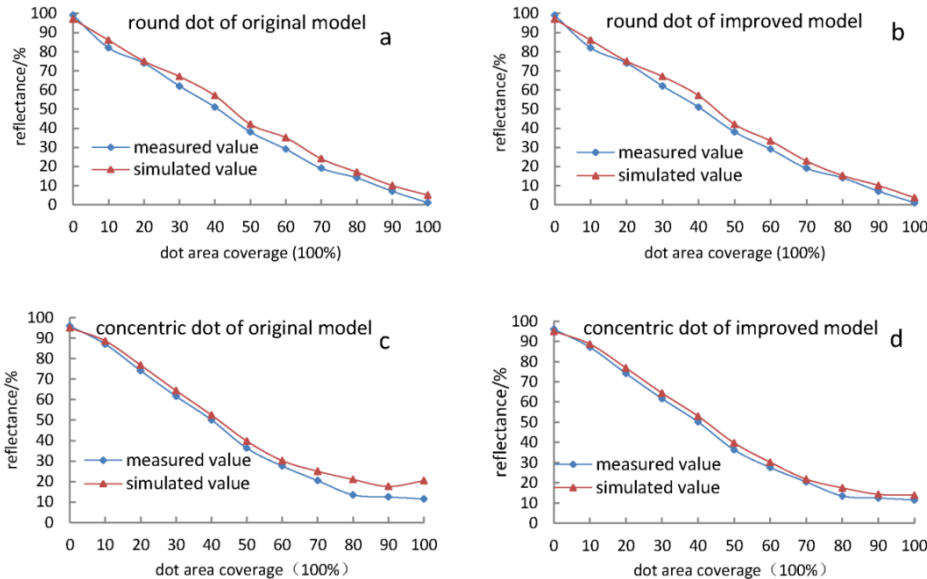 round dot of original model
a
reflectance/%
100
90
80
70
60
50
40
30
20
10
0
measured value
simulated value
0 10 20 30 40 50 60 70 80 90 100
dot area coverage (100%)
round dot of improved model
b
reflectance/%
100
90
80
70
60
50
40
30
20
10
0
measured value
simulated value
0 10 20 30 40 50 60 70 80 90 100
dot area coverage (100%)
concentric dot of original model
c
reflectance/%
100
90
80
70
60
50
40
30
20
10
0
measured value
simulated value
0 10 20 30 40 50 60 70 80 90 100
dot area coverage（100%）
concentric dot of improved model
d
reflectance/%
100
90
80
70
60
50
40
30
20
10
0
measured value
simulated value
0 10 20 30 40 50 60 70 80 90 100
dot area coverage（100%）